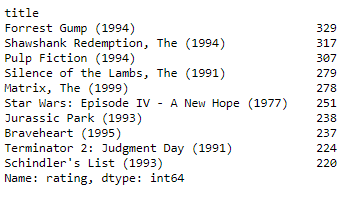 title
Forrest Gump (1994) 329
Shawshank Redemption, The (1994) 317
Pulp Fiction (1994) 307
Silence of the Lambs, The (1991) 279
Matrix, The (1999) 278
Star Wars: Episode IV - A New Hope (1977) 251
Jurassic Park (1993) 238
Braveheart (1995) 237
Terminator 2: Judgment Day (1991) 224
Schindler's List (1993) 220
Name: rating, dtype: int64